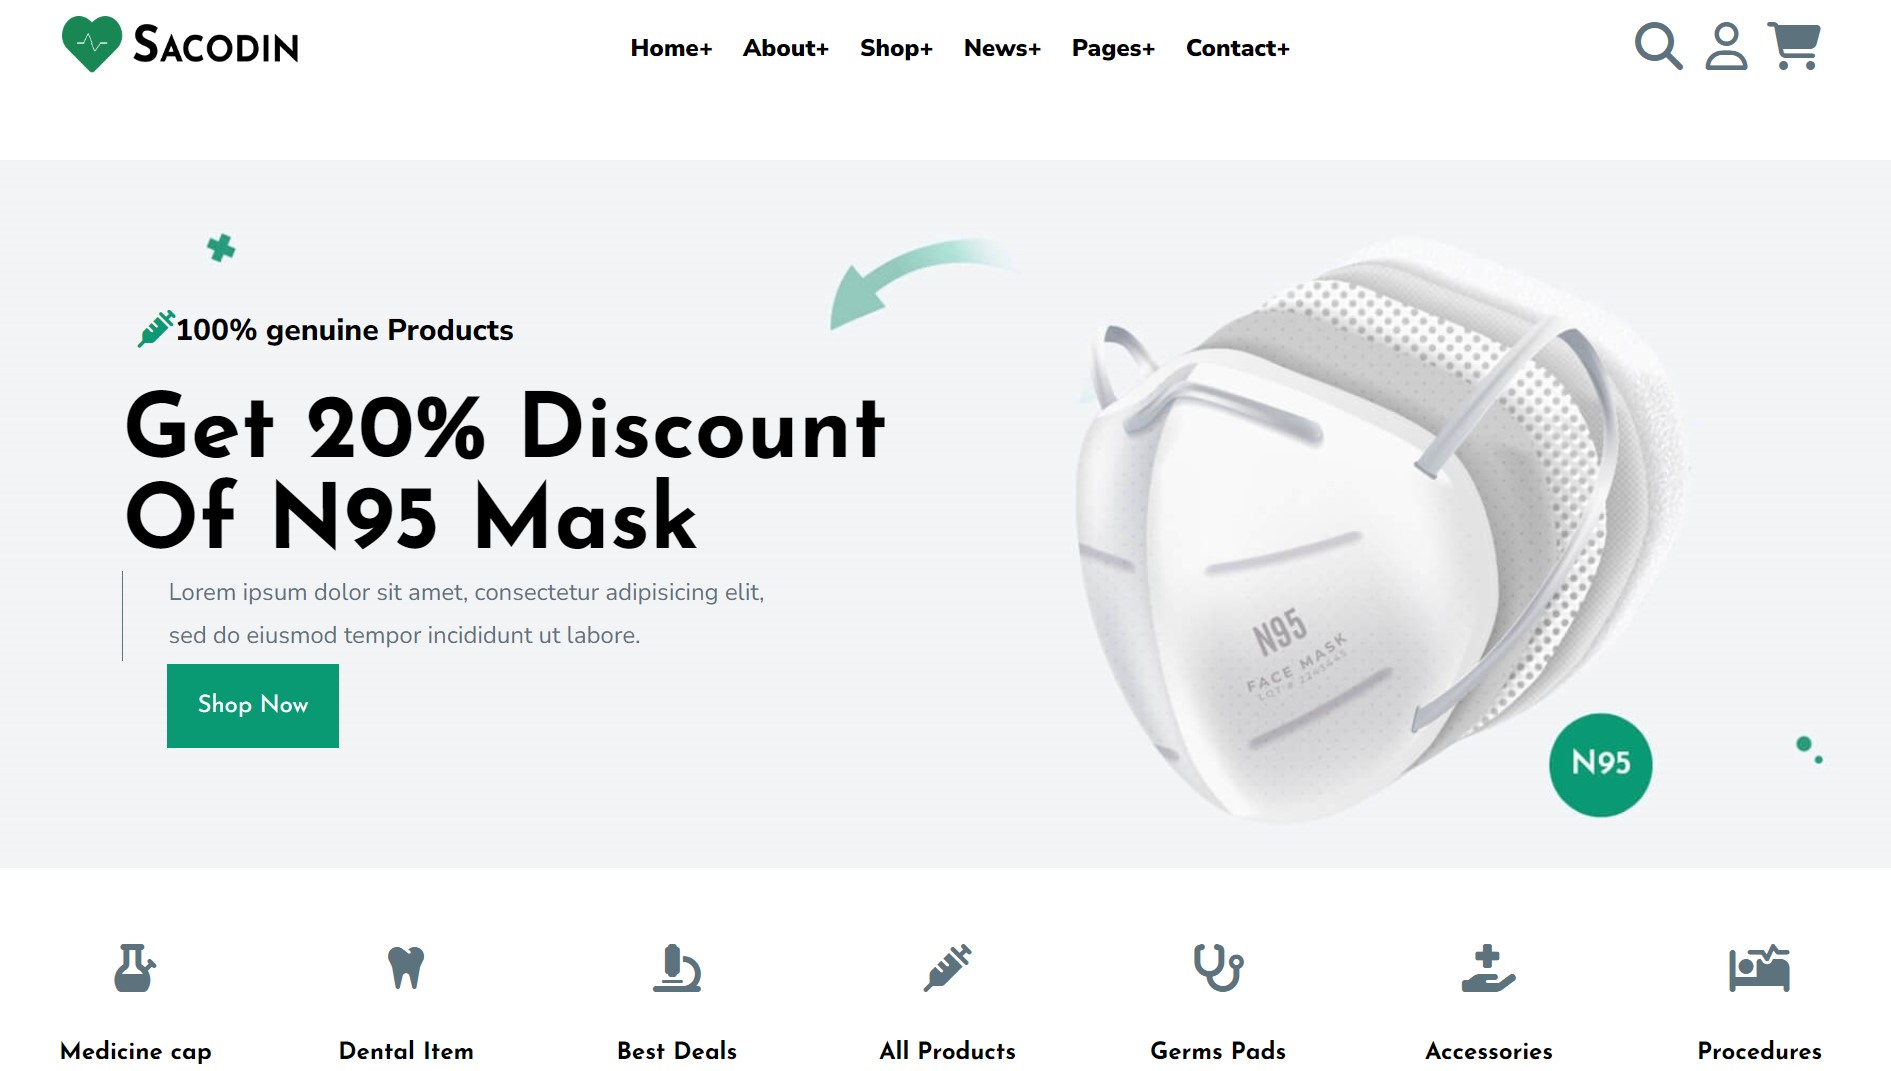 SACODIN
Home+ About+ Shop+ News+ Pages+ Contact+
100% genuine Products
Get 20% Discount
Of N95 Mask
Lorem ipsum dolor sit amet, consectetur adipisicing elit,
sed do eiusmod tempor incididunt ut labore.
Shop Now
N95
FACE MASK
LOT #
N95
Medicine cap Dental Item Best Deals All Products Germs Pads Accessories Procedures